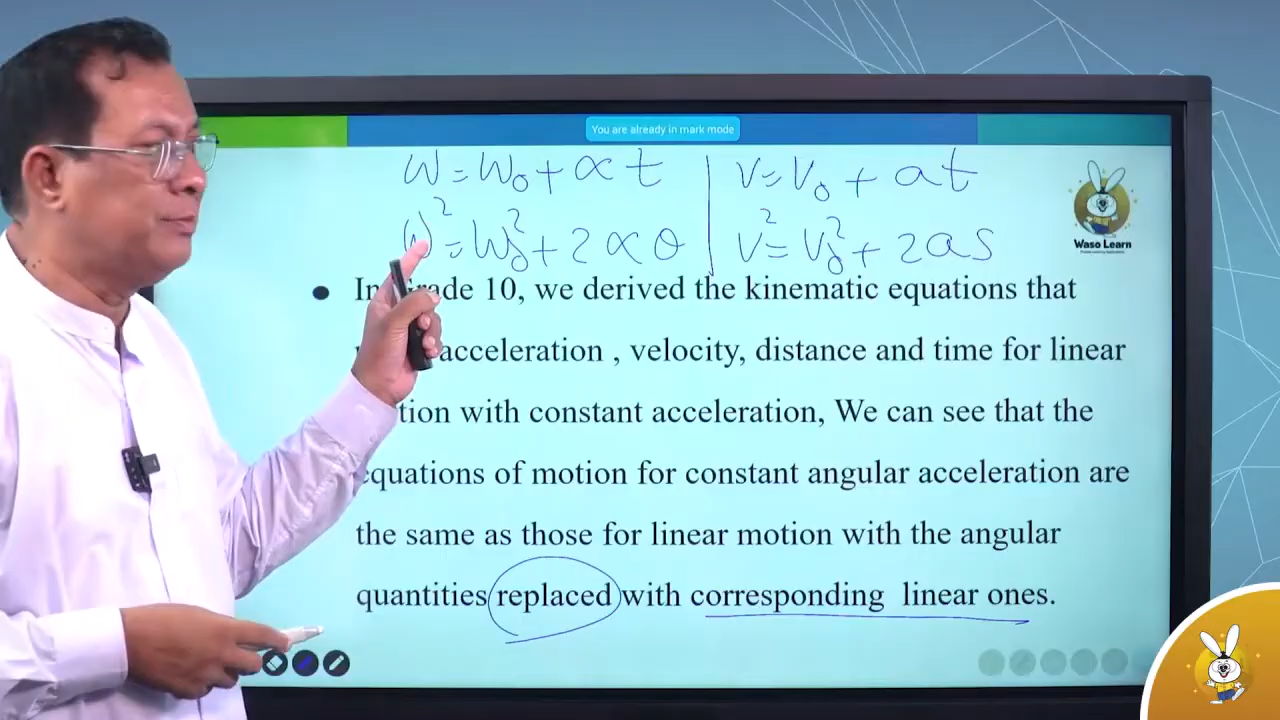 You are already in mark mode
ω = ω₀ + αt | v = v₀ + at
ω² = ω₀² + 2αθ | v² = v₀² + 2as
Waso Learn
• In Grade 10, we derived the kinematic equations that
acceleration , velocity, distance and time for linear
tion with constant acceleration, We can see that the
equations of motion for constant angular acceleration are
the same as those for linear motion with the angular
quantities replaced with corresponding linear ones.